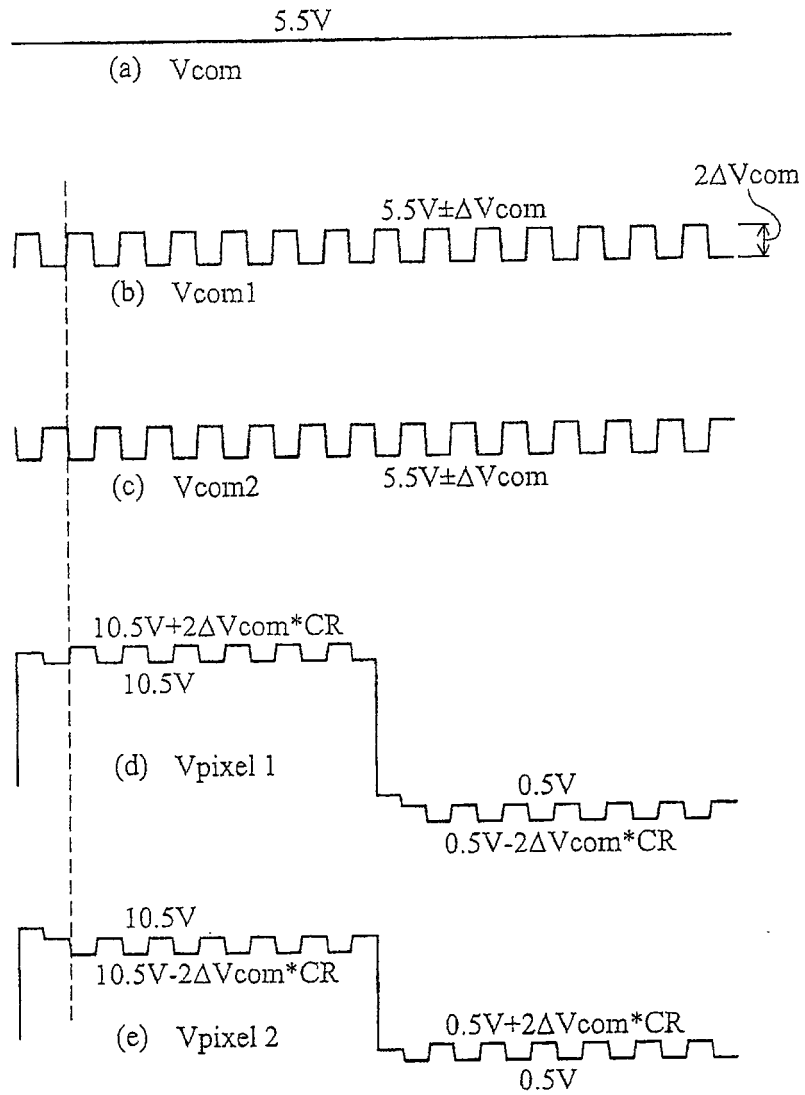 5.5V
(a) Vcom
2ΔVcom
5.5V±ΔVcom
(b) Vcom1
(c) Vcom2
5.5V±ΔVcom
10.5V+2ΔVcom*CR
10.5V
(d) Vpixel 1
0.5V
0.5V-2ΔVcom*CR
10.5V
10.5V-2ΔVcom*CR
(e) Vpixel 2
0.5V+2ΔVcom*CR
0.5V